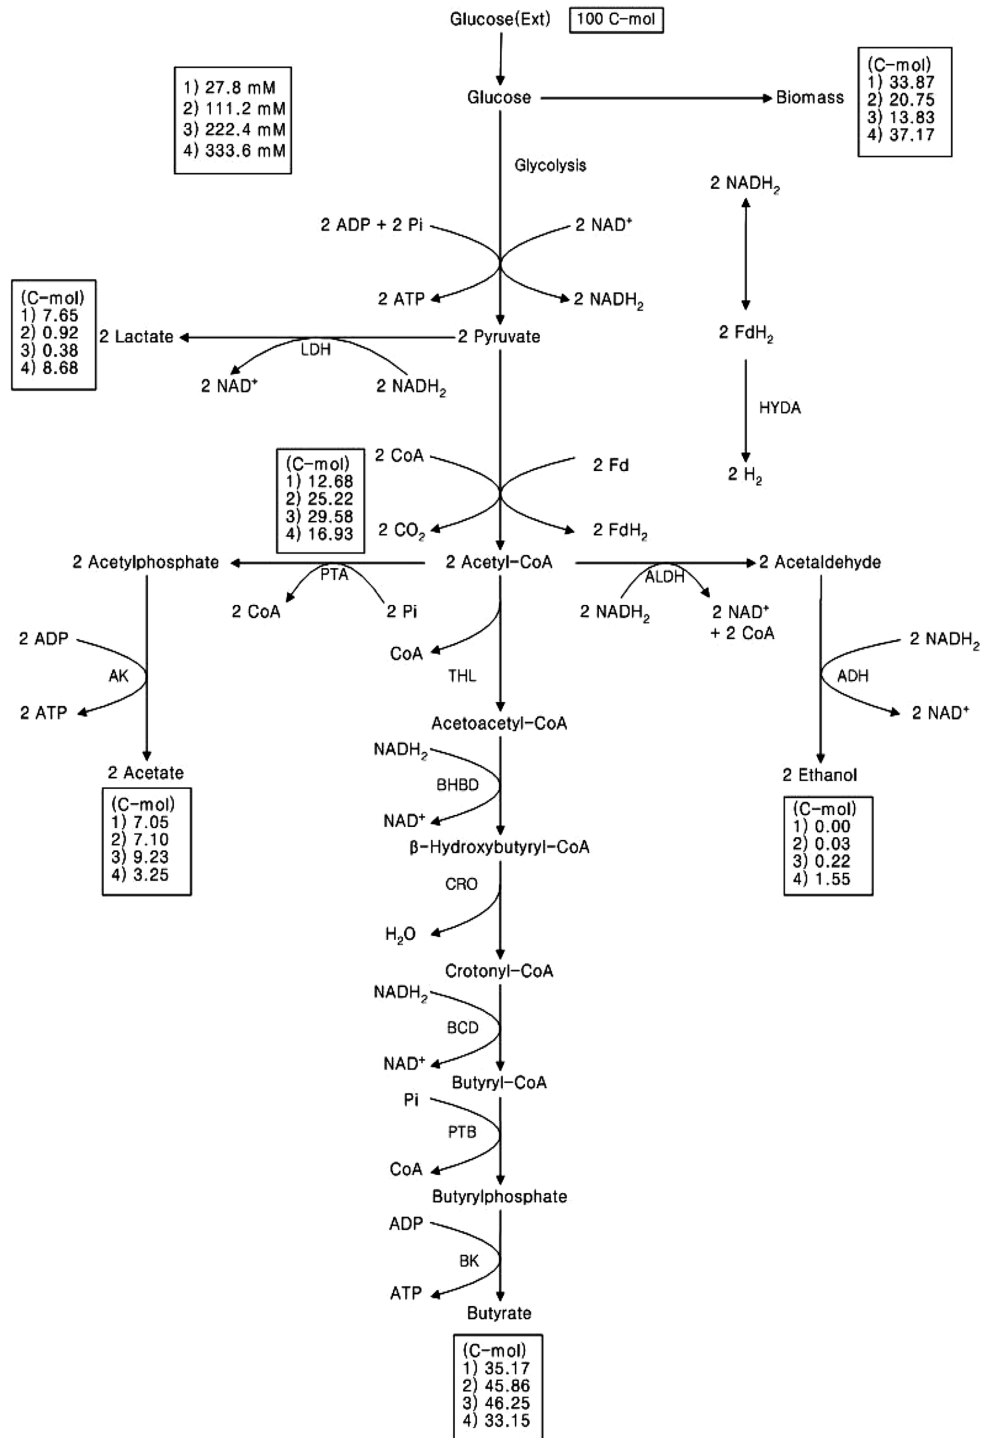 Glucose(Ext) 100 C-mol
1) 27.8 mM
2) 111.2 mM
3) 222.4 mM
4) 333.6 mM
Glucose
Biomass
(C-mol)
1) 33.87
2) 20.75
3) 13.83
4) 37.17
Glycolysis
2 NADH₂
2 ADP + 2 Pi
2 NAD⁺
2 ATP
2 NADH₂
(C-mol)
1) 7.65
2) 0.92
3) 0.38
4) 8.68
2 Lactate
LDH
2 Pyruvate
2 FdH₂
2 NAD⁺
2 NADH₂
HYDA
2 H₂
(C-mol)
1) 12.68
2) 25.22
3) 29.58
4) 16.93
2 CoA
2 Fd
2 CO₂
2 FdH₂
2 Acetylphosphate
PTA
2 Acetyl-CoA
ALDH
2 Acetaldehyde
2 CoA
2 Pi
2 NADH₂
2 NAD⁺
+ 2 CoA
2 ADP
AK
2 ATP
CoA
THL
2 NADH₂
ADH
2 NAD⁺
Acetoacetyl-CoA
2 Acetate
(C-mol)
1) 7.05
2) 7.10
3) 9.23
4) 3.25
NADH₂
BHBD
NAD⁺
2 Ethanol
(C-mol)
1) 0.00
2) 0.03
3) 0.22
4) 1.55
β-Hydroxybutyryl-CoA
CRO
H₂O
Crotonyl-CoA
NADH₂
BCD
NAD⁺
Butyryl-CoA
Pi
PTB
CoA
Butyrylphosphate
ADP
BK
ATP
Butyrate
(C-mol)
1) 35.17
2) 45.86
3) 46.25
4) 33.15